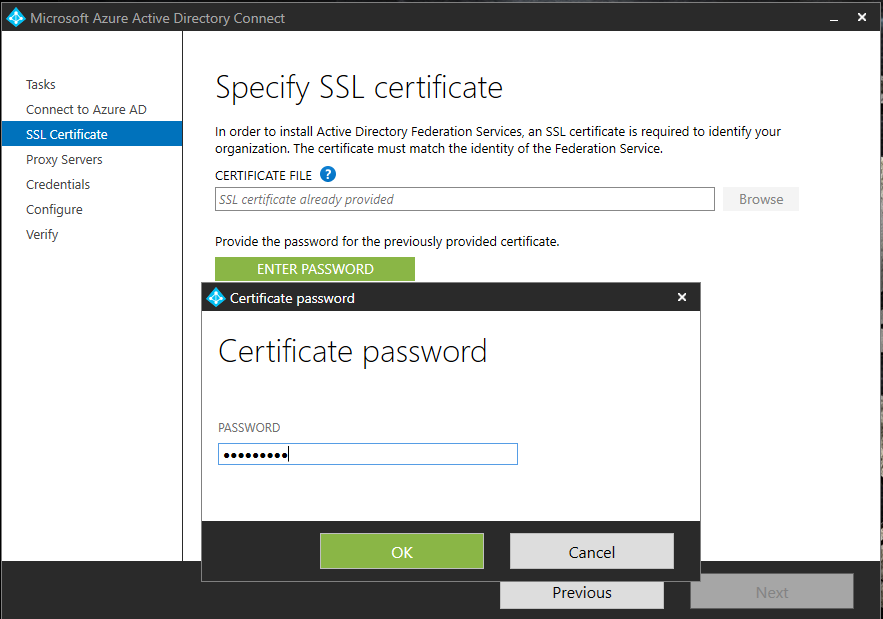 Microsoft Azure Active Directory Connect
Tasks
Connect to Azure AD
SSL Certificate
Proxy Servers
Credentials
Configure
Verify
Specify SSL certificate
In order to install Active Directory Federation Services, an SSL certificate is required to identify your
organization. The certificate must match the identity of the Federation Service.
CERTIFICATE FILE ?
SSL certificate already provided
Browse
Provide the password for the previously provided certificate.
ENTER PASSWORD
Certificate password
Certificate password
PASSWORD
●●●●●●●●●
OK
Cancel
Previous
Next